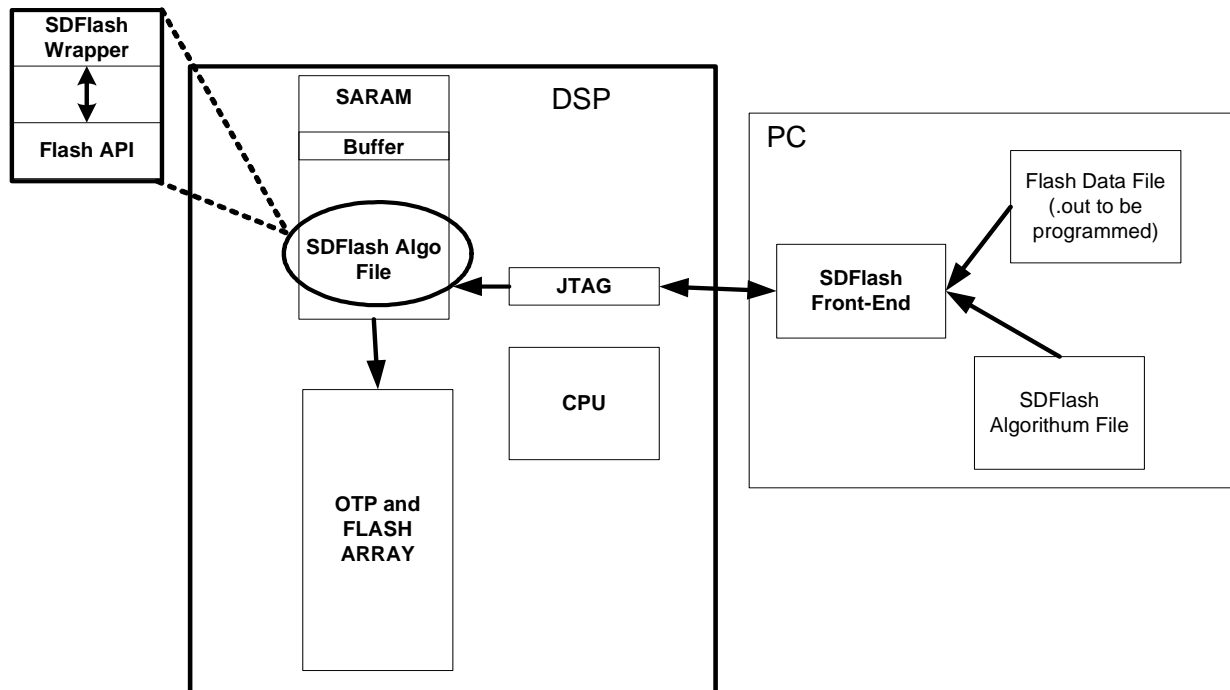 SDFlash
Wrapper
Flash API
DSP
SARAM
Buffer
SDFlash Algo
File
JTAG
CPU
OTP and
FLASH
ARRAY
PC
Flash Data File
(.out to be
programmed)
SDFlash
Front-End
SDFlash
Algorithum File